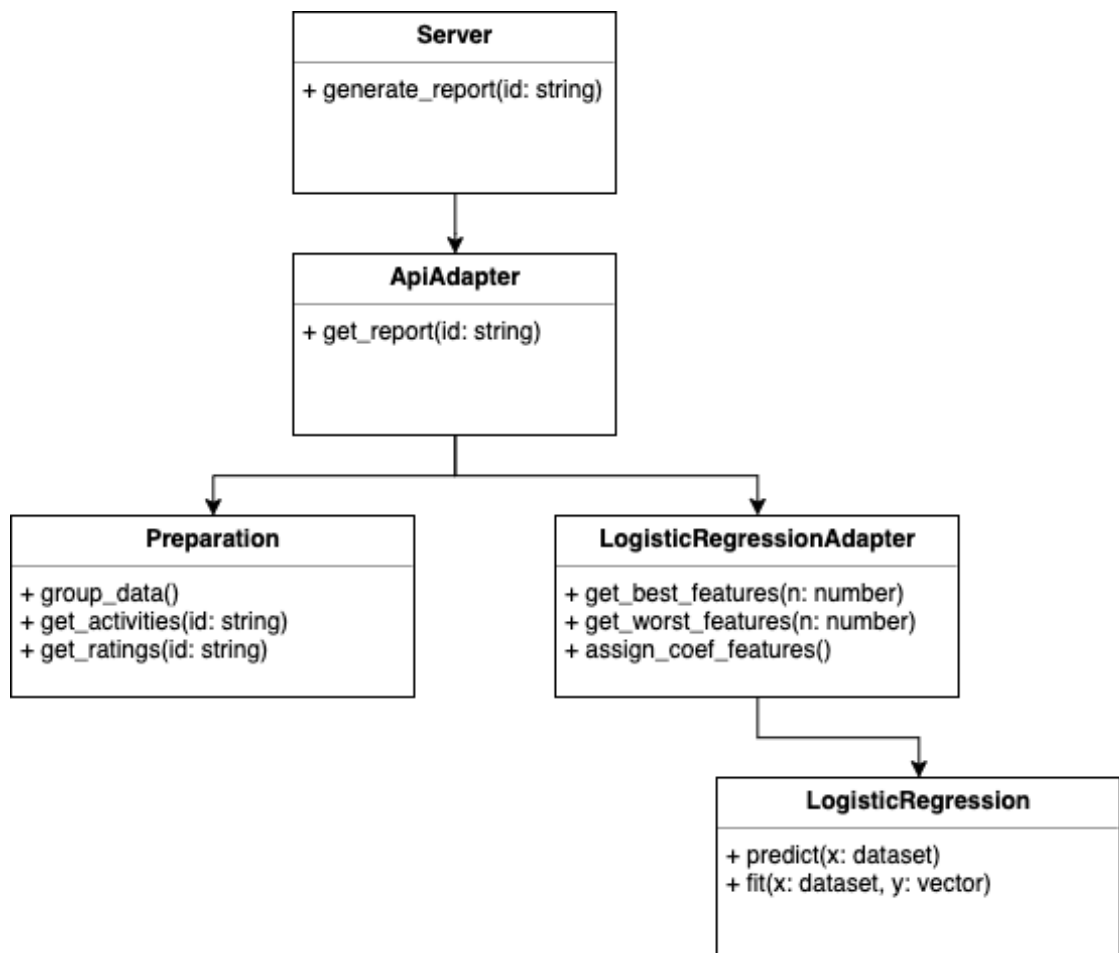 Server
+ generate_report(id: string)
ApiAdapter
+ get_report(id: string)
Preparation
+ group_data()
+ get_activities(id: string)
+ get_ratings(id: string)
LogisticRegressionAdapter
+ get_best_features(n: number)
+ get_worst_features(n: number)
+ assign_coef_features()
LogisticRegression
+ predict(x: dataset)
+ fit(x: dataset, y: vector)